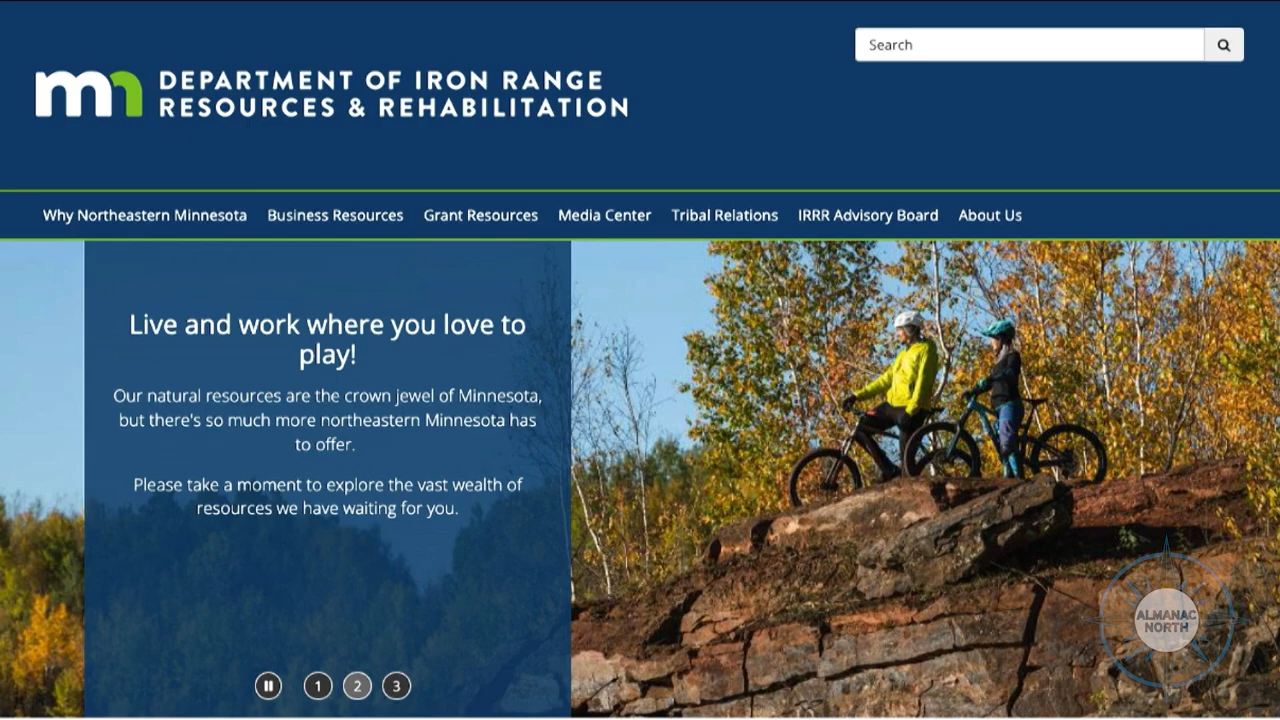 Search
mn
DEPARTMENT OF IRON RANGE
RESOURCES & REHABILITATION
Why Northeastern Minnesota Business Resources Grant Resources Media Center Tribal Relations IRRR Advisory Board About Us
Live and work where you love to
play!
Our natural resources are the crown jewel of Minnesota,
but there's so much more northeastern Minnesota has
to offer.
Please take a moment to explore the vast wealth of
resources we have waiting for you.
ALMANAC
NORTH
1 2 3